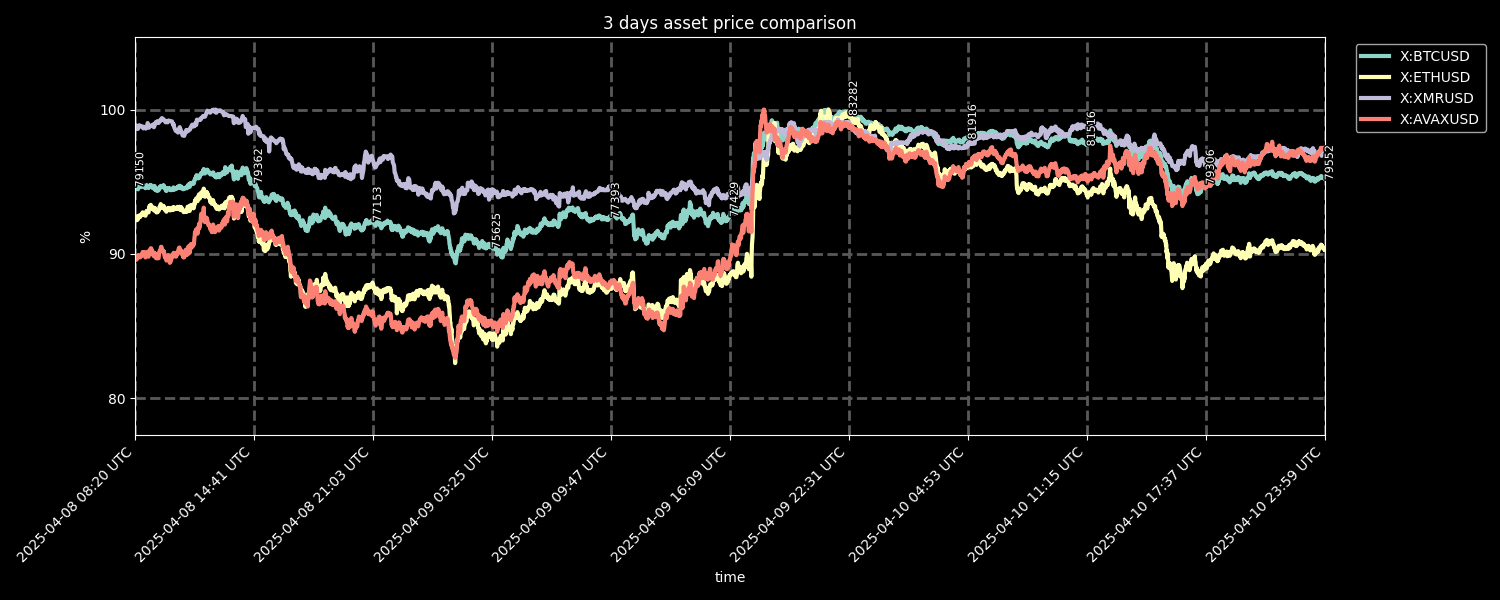 3 days asset price comparison
X:BTCUSD
X:ETHUSD
X:XMRUSD
X:AVAXUSD
100
90
80
%
79150
79362
77153
75625
77393
77429
83282
81916
81516
79306
79552
2025-04-08 08:20 UTC
2025-04-08 14:41 UTC
2025-04-08 21:03 UTC
2025-04-09 03:25 UTC
2025-04-09 09:47 UTC
2025-04-09 16:09 UTC
2025-04-09 22:31 UTC
2025-04-10 04:53 UTC
2025-04-10 11:15 UTC
2025-04-10 17:37 UTC
2025-04-10 23:59 UTC
time